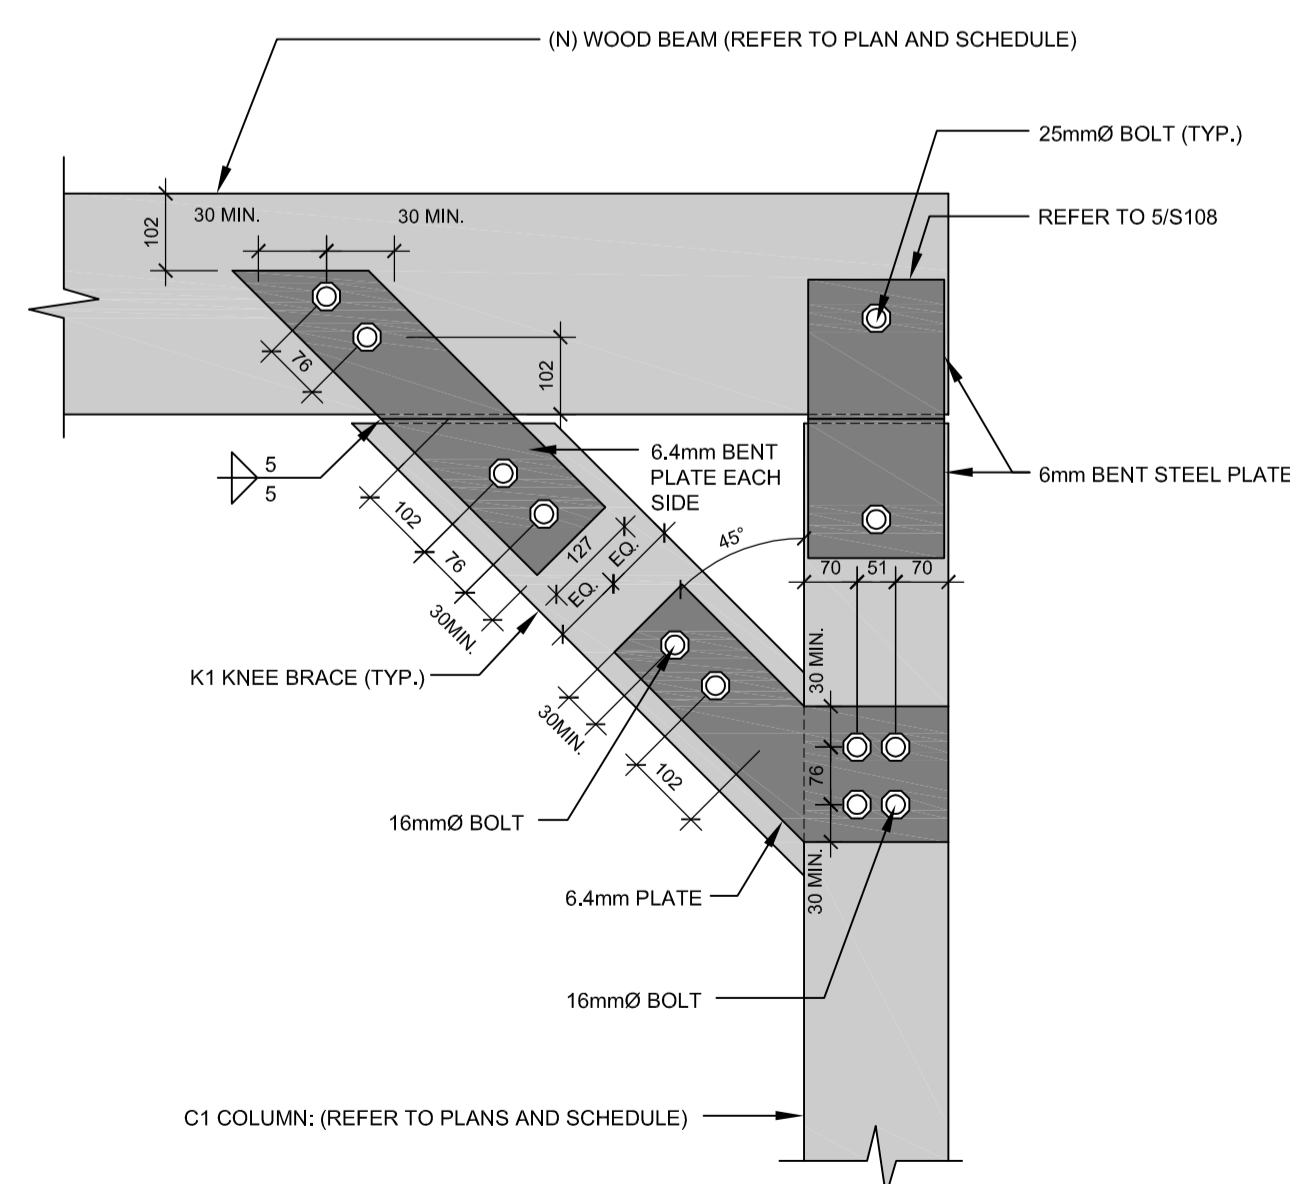 (N) WOOD BEAM (REFER TO PLAN AND SCHEDULE)
25mmØ BOLT (TYP.)
30 MIN.
30 MIN.
REFER TO 5/S108
102
76
102
6.4mm BENT
PLATE EACH
SIDE
5
5
6mm BENT STEEL PLATE
102
76
30MIN.
127
EQ.
EQ.
45°
70
51
70
K1 KNEE BRACE (TYP.)
30 MIN.
30MIN.
102
76
16mmØ BOLT
30 MIN.
6.4mm PLATE
16mmØ BOLT
C1 COLUMN: (REFER TO PLANS AND SCHEDULE)